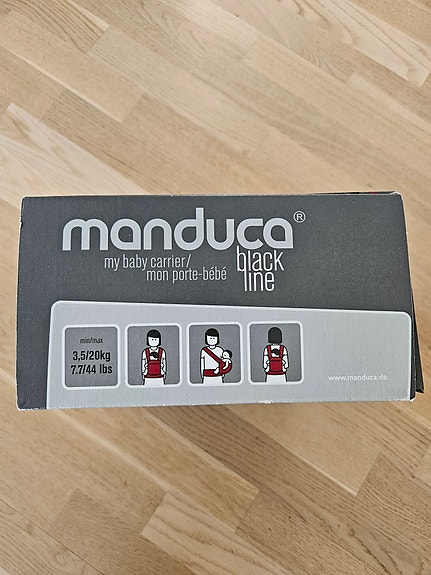 manduca®
my baby carrier/
mon porte-bébé
black
line
min/max
3,5/20kg
7.7/44 lbs
www.manduca.de